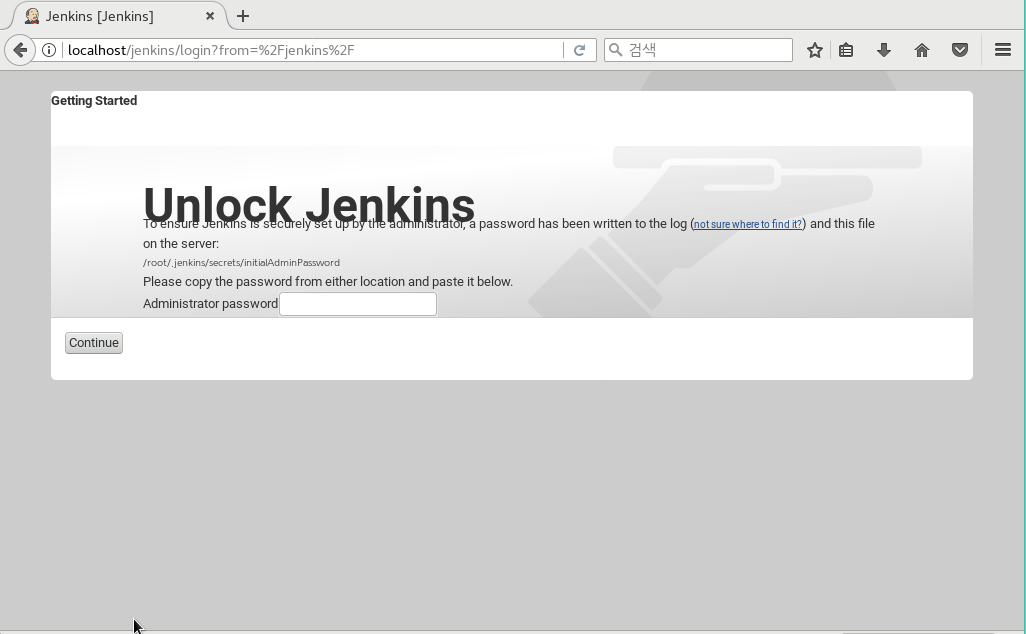 Jenkins [Jenkins]
localhost/jenkins/login?from=%2Fjenkins%2F
검색
Getting Started
Unlock Jenkins
To ensure Jenkins is securely set up by the administrator, a password has been written to the log (not sure where to find it?) and this file
on the server:
/root/.jenkins/secrets/initialAdminPassword
Please copy the password from either location and paste it below.
Administrator password
Continue